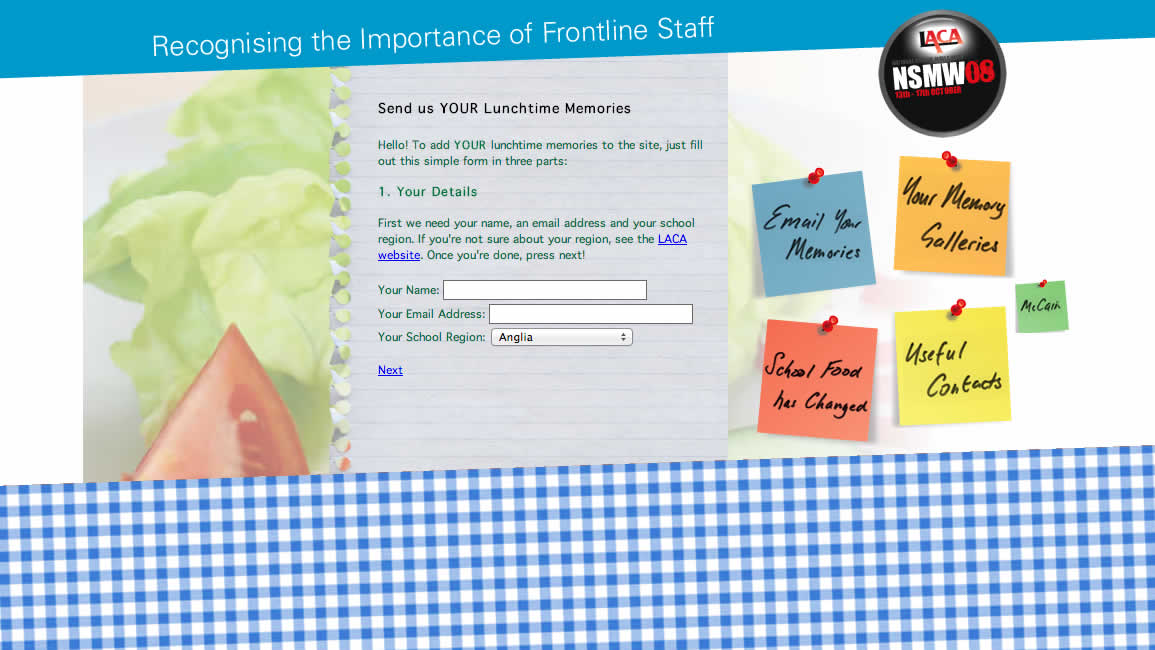 Recognising the Importance of Frontline Staff
LACA
NSMW08
13th - 17th OCTOBER
Send us YOUR Lunchtime Memories
Hello! To add YOUR lunchtime memories to the site, just fill
out this simple form in three parts:
1. Your Details
First we need your name, an email address and your school
region. If you're not sure about your region, see the LACA
website. Once you're done, press next!
Your Name:
Your Email Address:
Your School Region: Anglia
Next
Email Your
Memories
Your Memory
Galleries
McCain
School Food
has Changed
Useful
Contacts